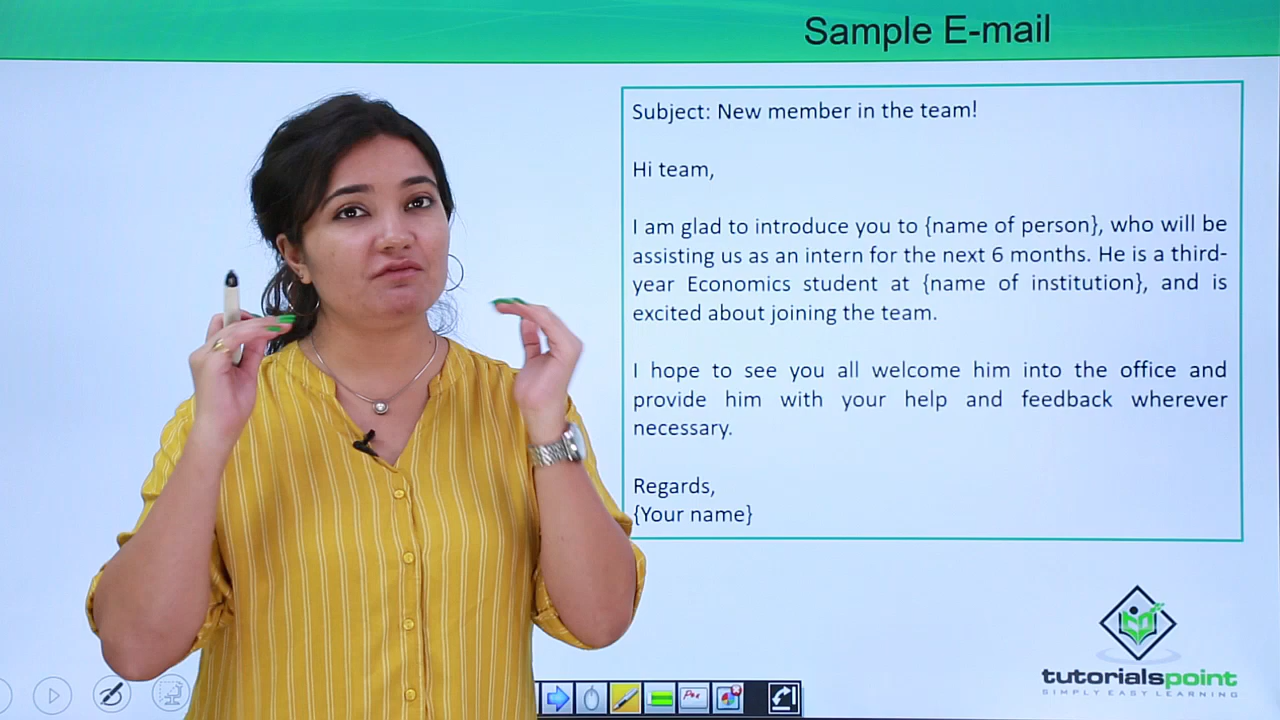 Sample E-mail
Subject: New member in the team!
Hi team,
I am glad to introduce you to {name of person}, who will be
assisting us as an intern for the next 6 months. He is a third-
year Economics student at {name of institution}, and is
excited about joining the team.
I hope to see you all welcome him into the office and
provide him with your help and feedback wherever
necessary.
Regards,
{Your name}
tutorialspoint
SIMPLY EASY LEARNING